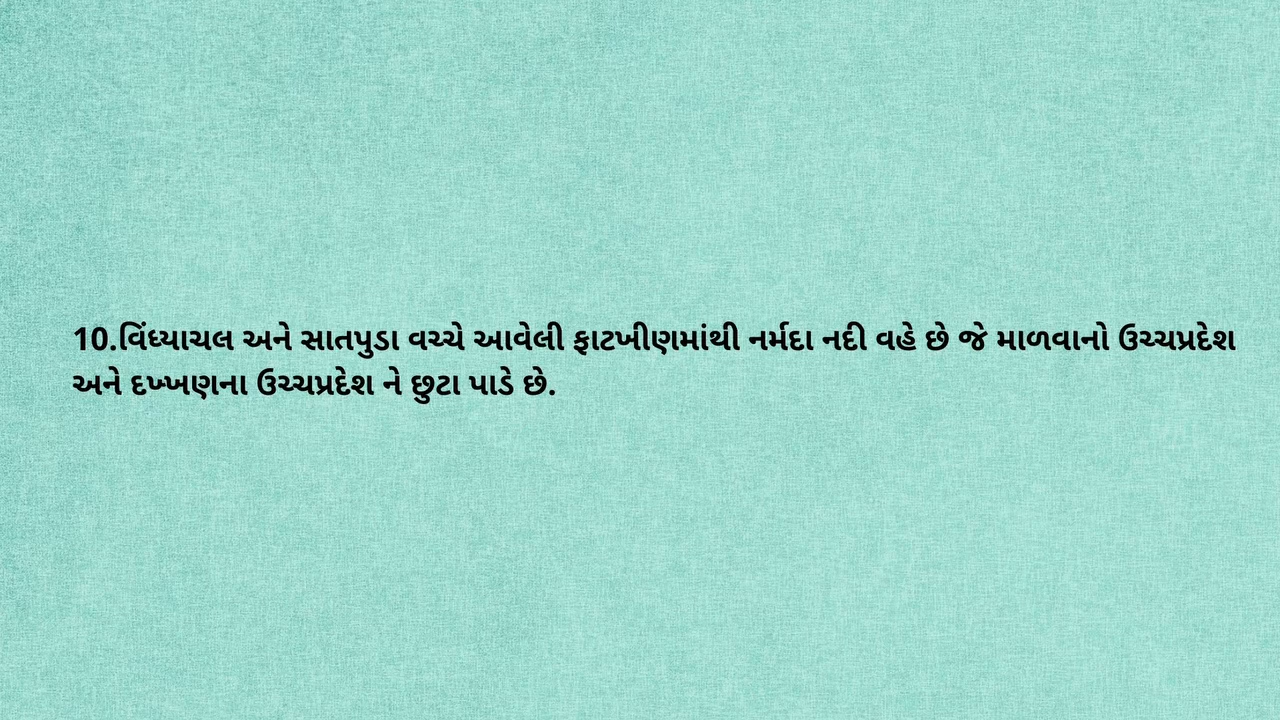 10.વિંધ્યાચલ અને સાતપુડા વચ્ચે આવેલી ફાટખીણમાંથી નર્મદા નદી વહે છે જે માળવાનો ઉચ્ચપ્રદેશ
અને દખ્ખણના ઉચ્ચપ્રદેશ ને છુટા પાડે છે.